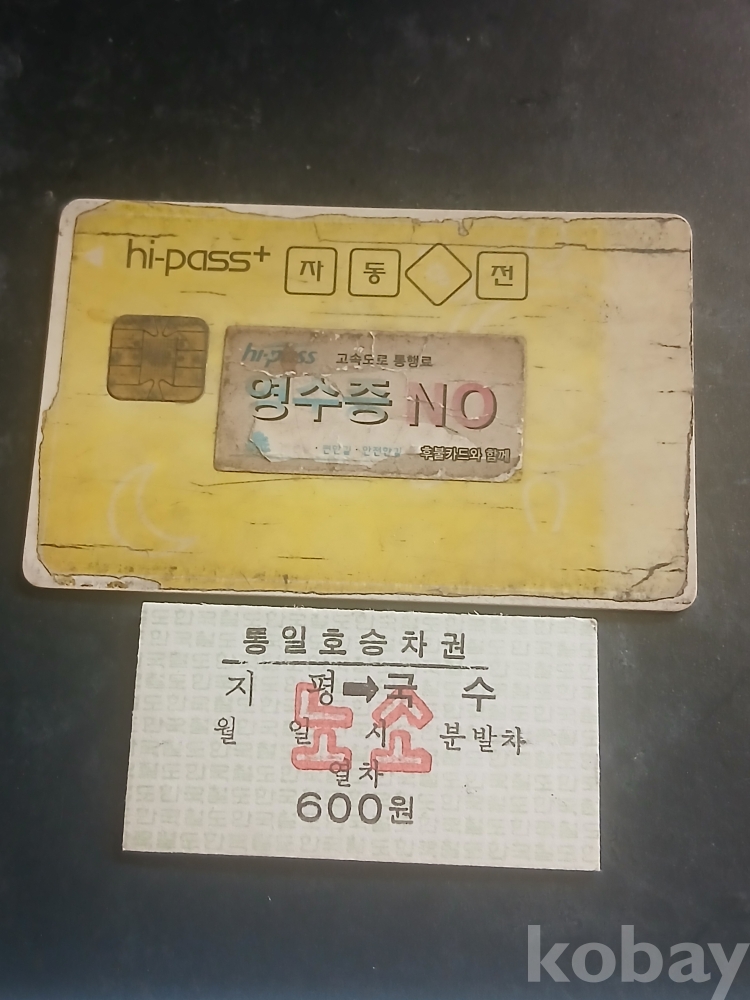 hi-pass+ 자 동 전
hi-pass 고속도로 통행료
영수증 NO
후불카드와 함께
통일호승차권
지 평➡국 수
월 일 시 분발차
열차
600원
kobay